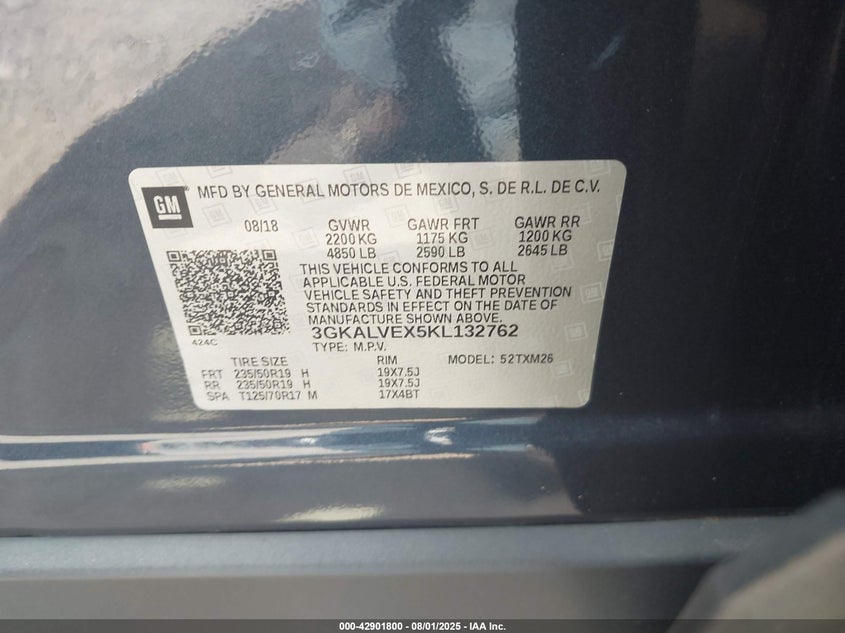 GM
MFD BY GENERAL MOTORS DE MEXICO, S. DE R.L. DE C.V.
08/18 GVWR GAWR FRT GAWR RR
2200 KG 1175 KG 1200 KG
4850 LB 2590 LB 2645 LB
THIS VEHICLE CONFORMS TO ALL
APPLICABLE U.S. FEDERAL MOTOR
VEHICLE SAFETY AND THEFT PREVENTION
STANDARDS IN EFFECT ON THE DATE OF
MANUFACTURE SHOWN ABOVE.
424C
3GKALVEX5KL132762
TYPE: M.P.V. MODEL: 52TXM26
TIRE SIZE RIM
FRT 235/50R19 H 19X7.5J
RR 235/50R19 H 19X7.5J
SPA T125/70R17 M 17X4BT
000-42901800 - 08/01/2025 - IAA Inc.